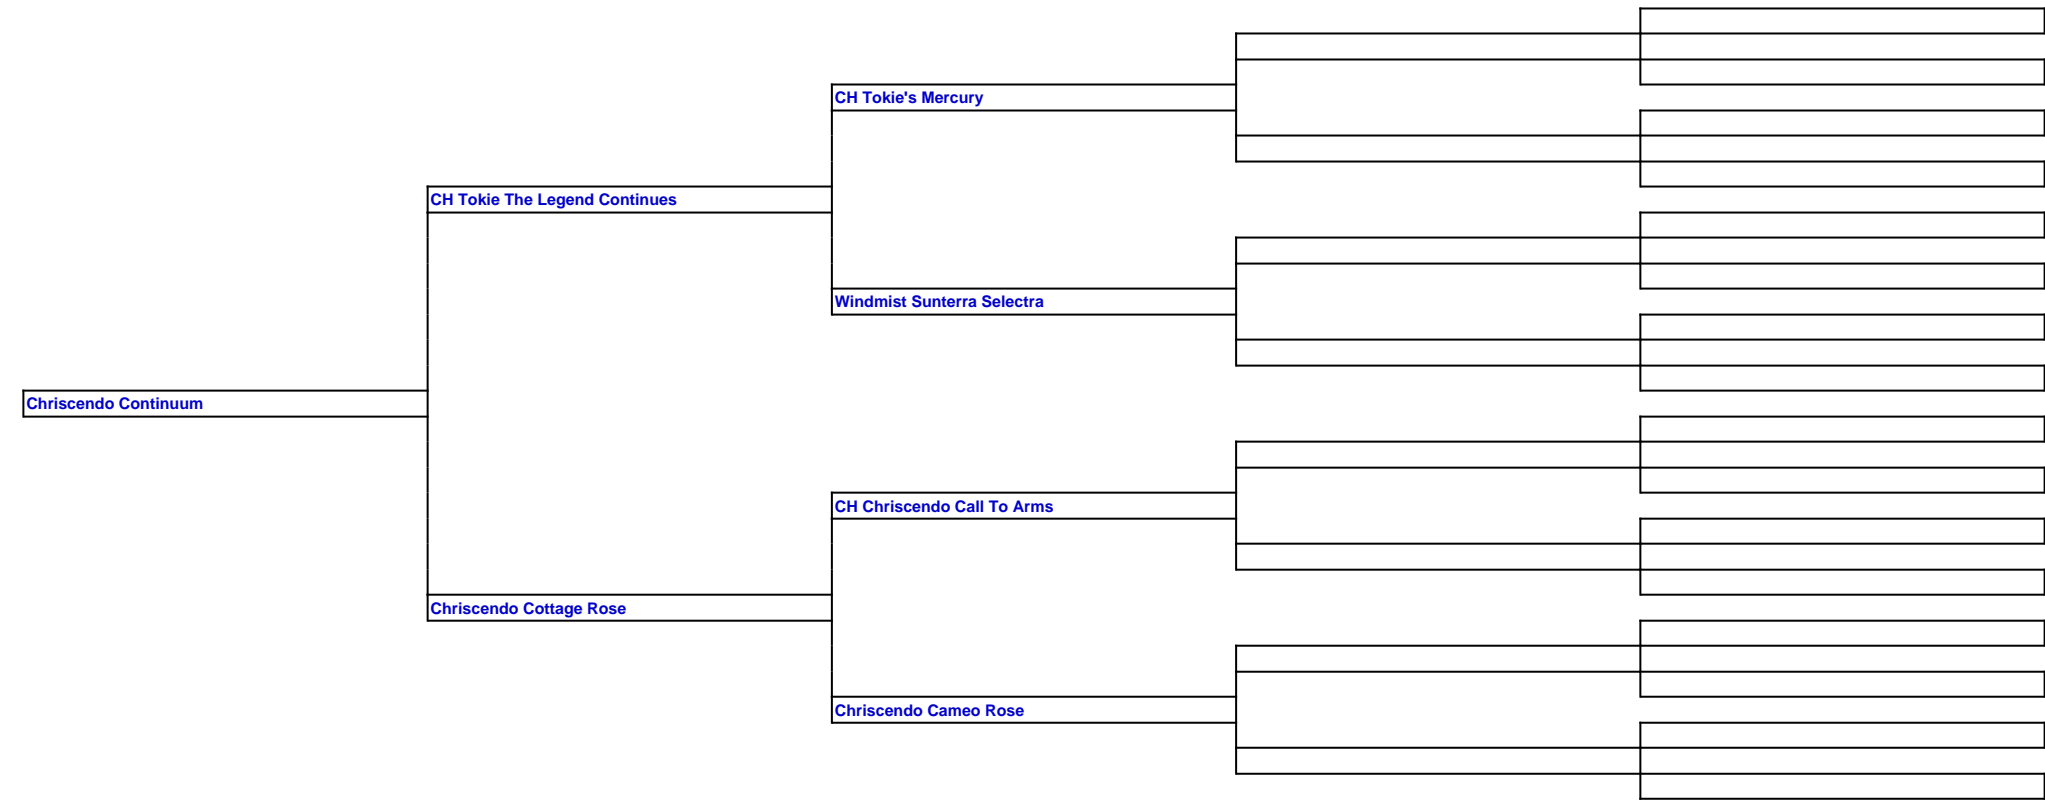 CH Tokie's Mercury
CH Tokie The Legend Continues
Windmist Sunterra Selectra
Chriscendo Continuum
CH Chriscendo Call To Arms
Chriscendo Cottage Rose
Chriscendo Cameo Rose